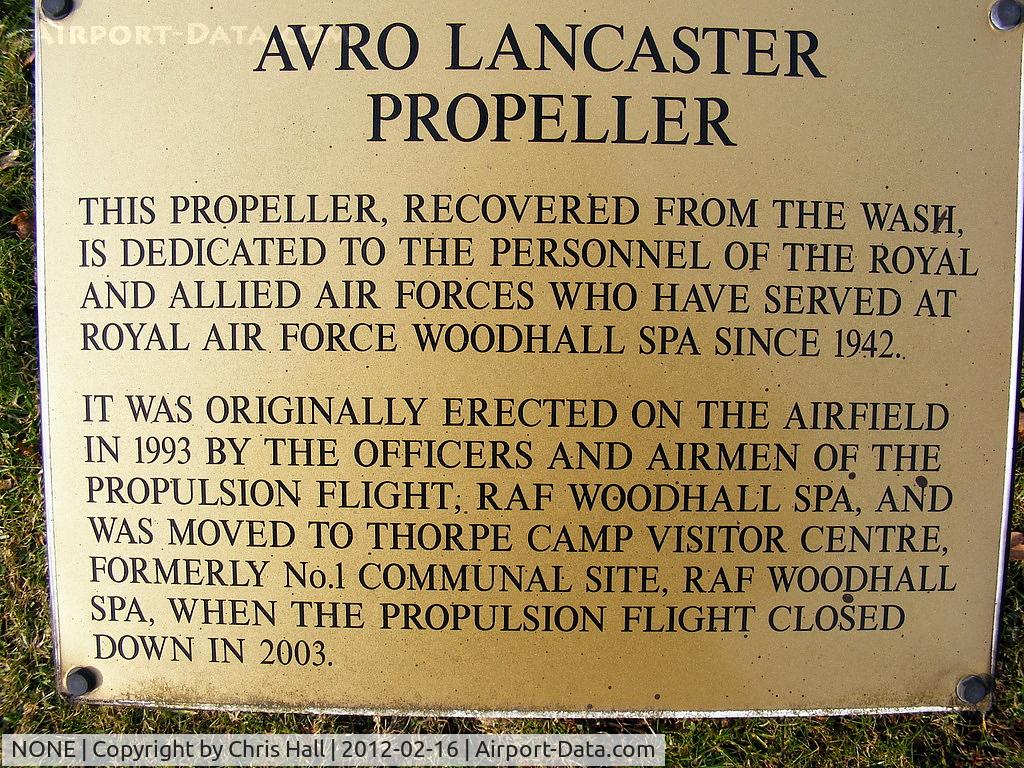 AIRPORT-DATA.COM
AVRO LANCASTER
PROPELLER
THIS PROPELLER, RECOVERED FROM THE WASH,
IS DEDICATED TO THE PERSONNEL OF THE ROYAL
AND ALLIED AIR FORCES WHO HAVE SERVED AT
ROYAL AIR FORCE WOODHALL SPA SINCE 1942.
IT WAS ORIGINALLY ERECTED ON THE AIRFIELD
IN 1993 BY THE OFFICERS AND AIRMEN OF THE
PROPULSION FLIGHT, RAF WOODHALL SPA, AND
WAS MOVED TO THORPE CAMP VISITOR CENTRE,
FORMERLY No.1 COMMUNAL SITE, RAF WOODHALL
SPA, WHEN THE PROPULSION FLIGHT CLOSED
DOWN IN 2003.
NONE | Copyright by Chris Hall | 2012-02-16 | Airport-Data.com